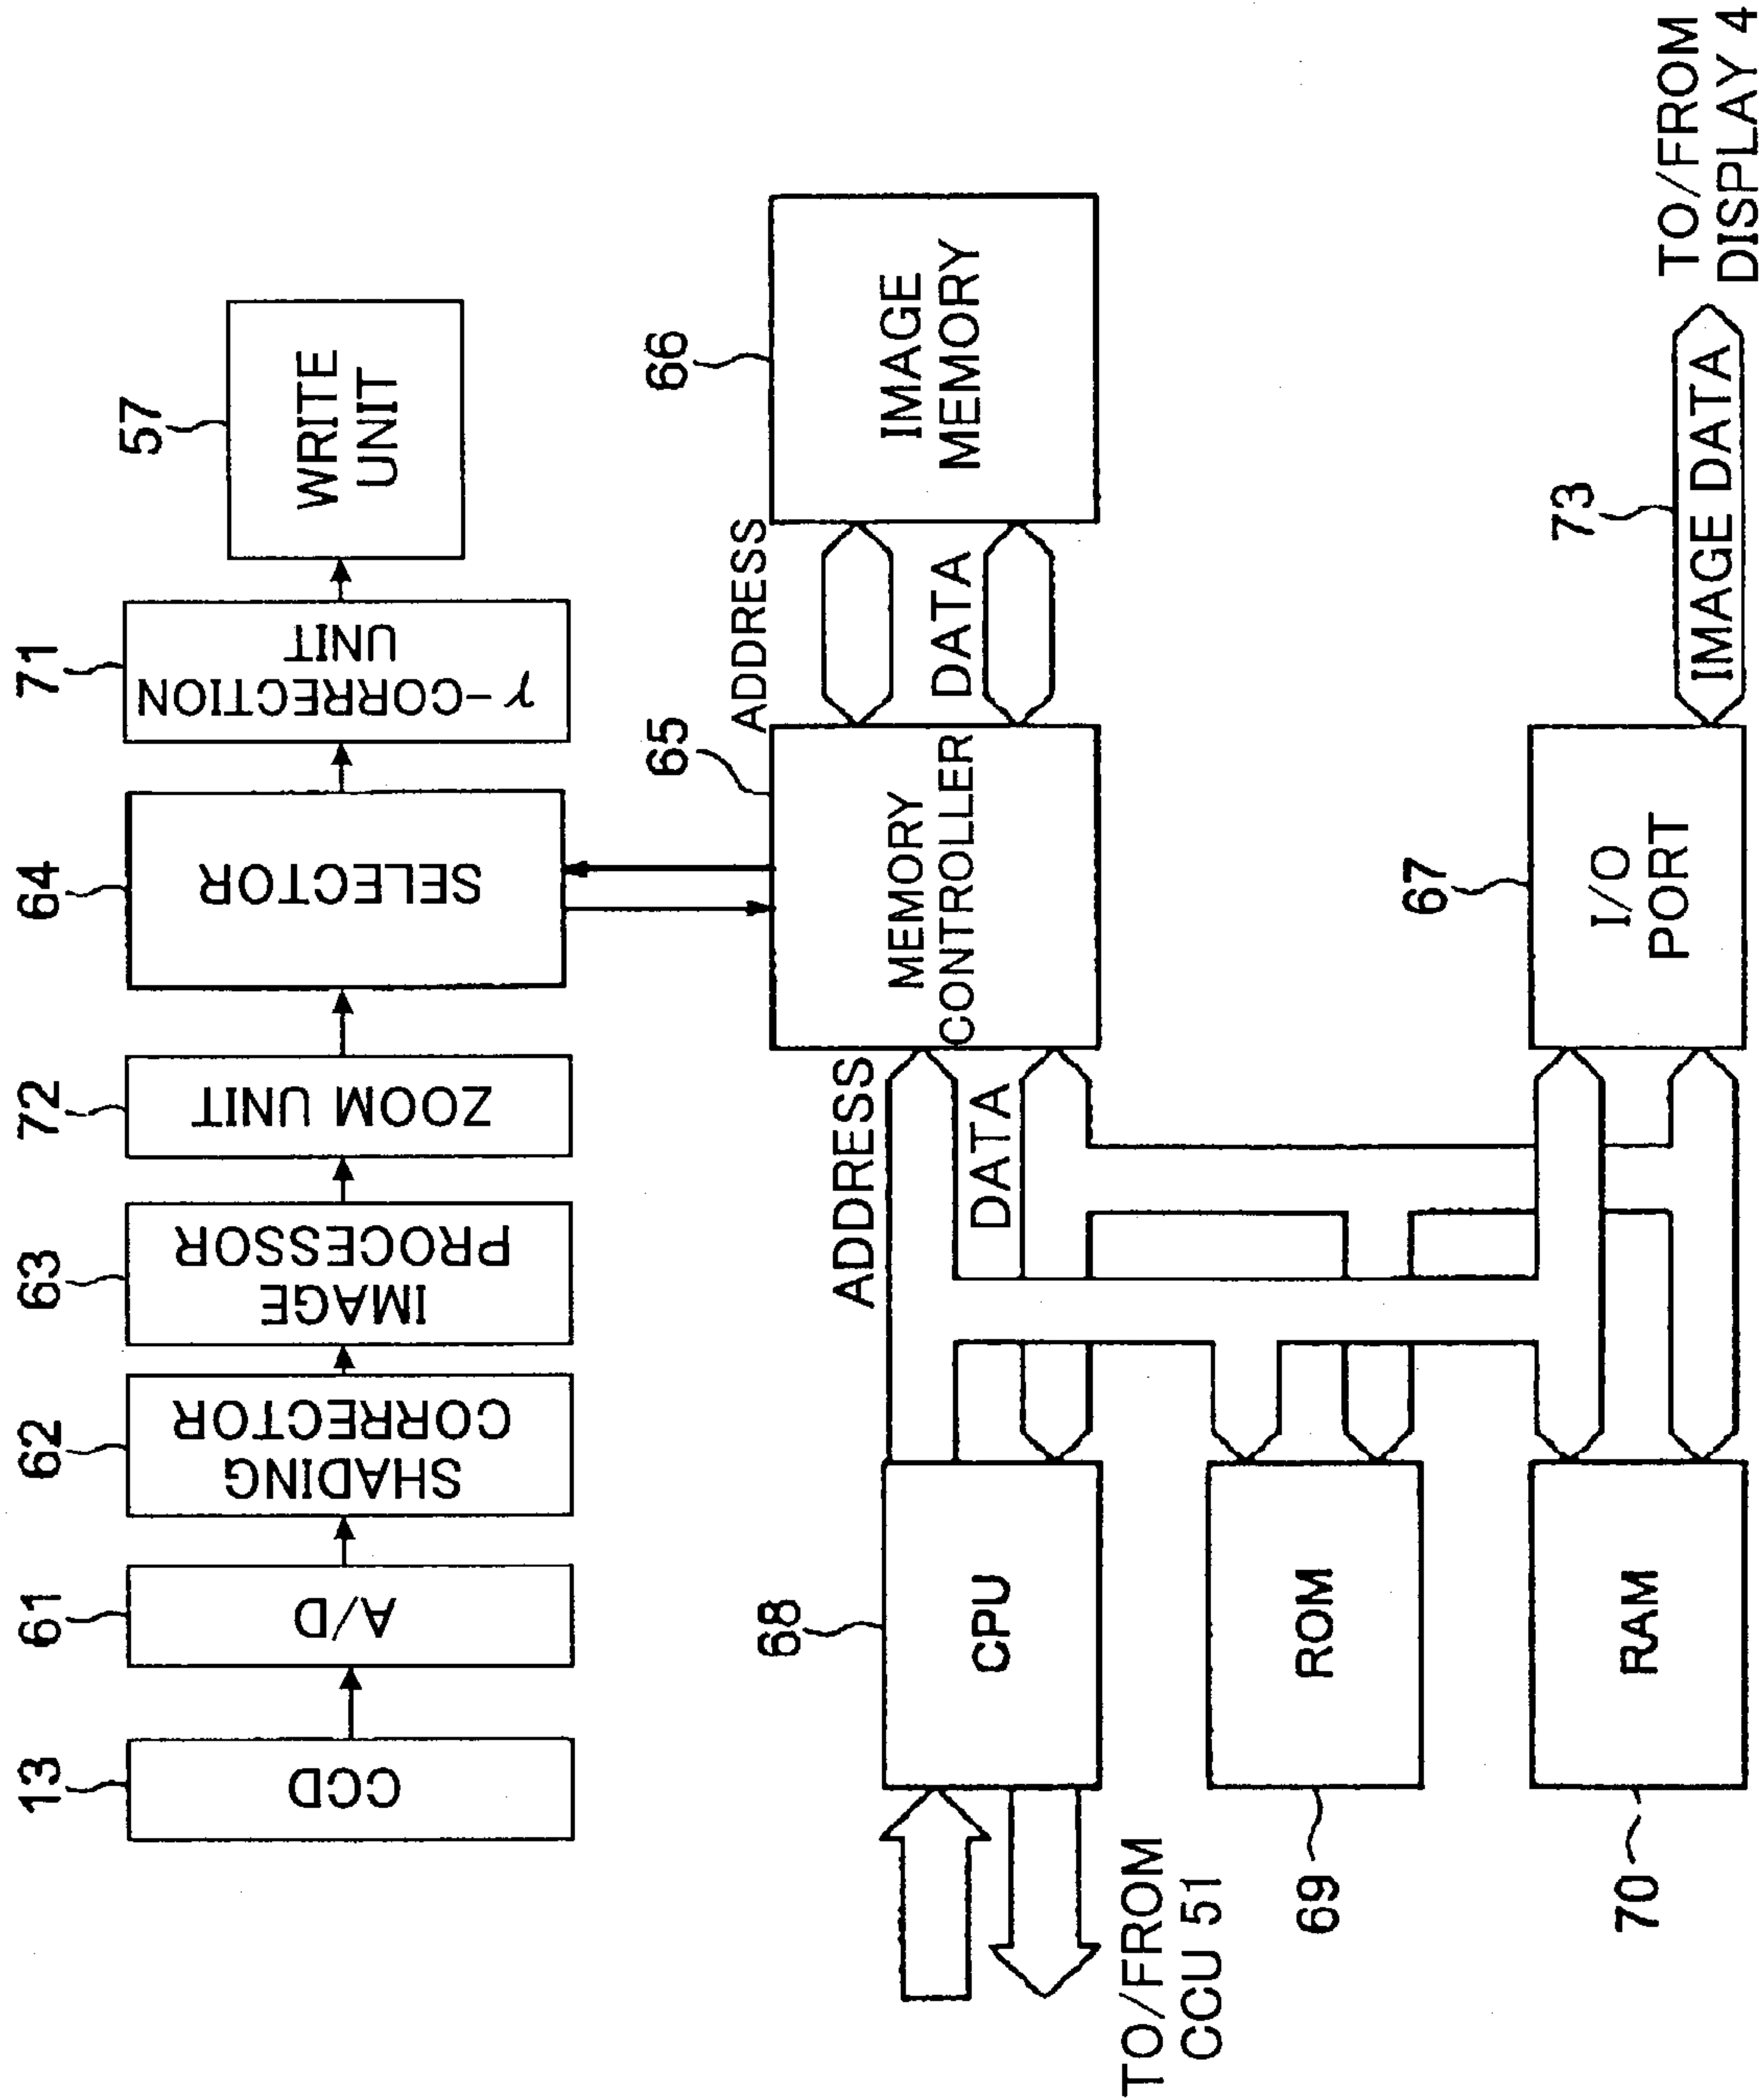 13
CCD
61
A/D
62
SHADING
CORRECTOR
63
IMAGE
PROCESSOR
72
ZOOM UNIT
64
SELECTOR
71
γ-CORRECTION
UNIT
57
WRITE
UNIT
65
MEMORY
CONTROLLER
ADDRESS
DATA
66
IMAGE
MEMORY
ADDRESS
DATA
68
CPU
TO/FROM
CCU 51
ROM
69
RAM
70
67
I/O
PORT
73
IMAGE DATA
TO/FROM
DISPLAY 4